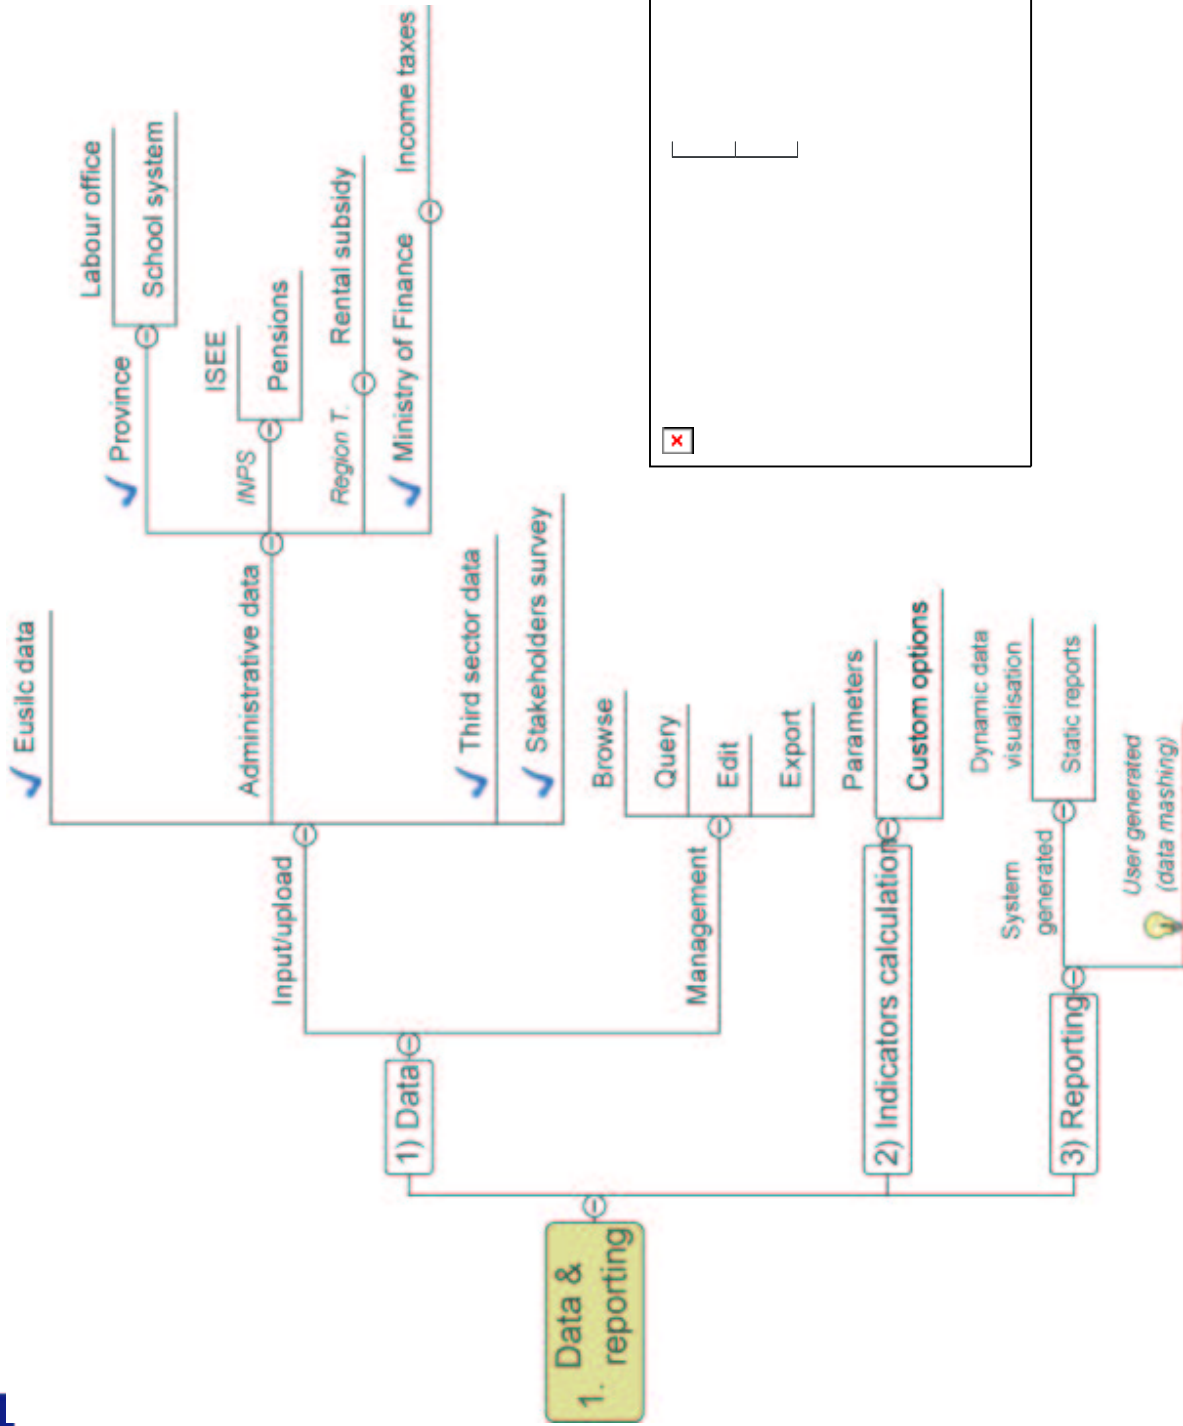 1. Data &
reporting
1) Data
Input/upload
Eusilc data
Administrative data
Province
Labour office
School system
INPS
ISEE
Pensions
Region T.
Rental subsidy
Ministry of Finance
Income taxes
Third sector data
Stakeholders survey
Management
Browse
Query
Edit
Export
2) Indicators calculation
Parameters
Custom options
3) Reporting
System
generated
Dynamic data
visualisation
Static reports
User generated
(data mashing)